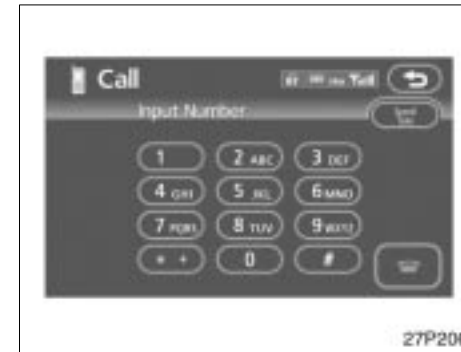 Call
Input Number
1 2 ABC 3 DEF
4 GHI 5 JKL 6 MNO
7 PQRS 8 TUV 9 WXYZ
* + 0 #
27P206